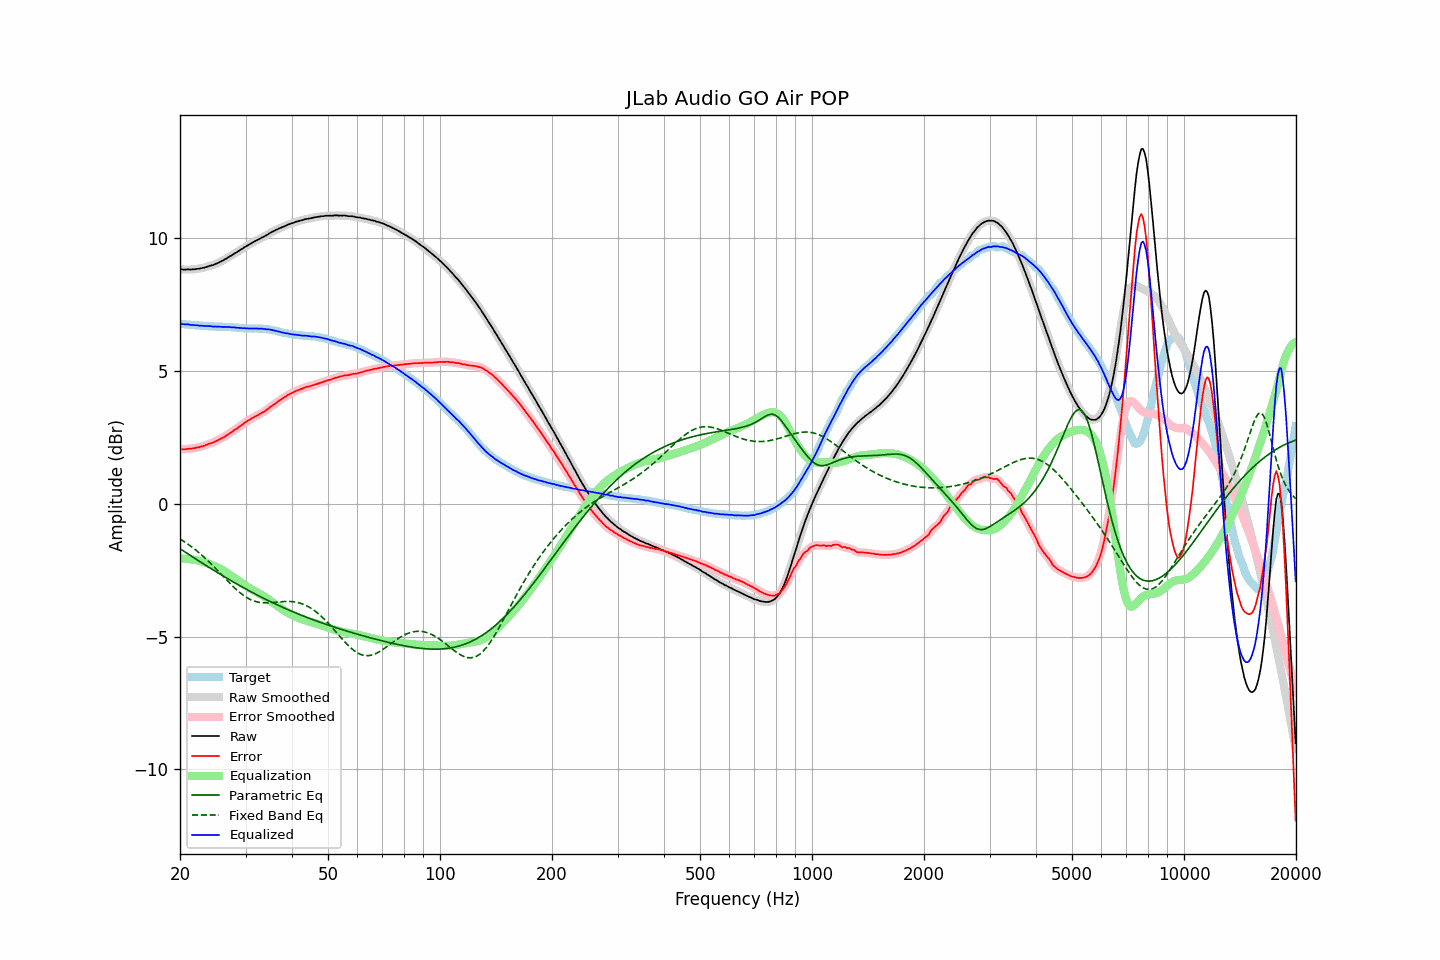 JLab Audio GO Air POP
Amplitude (dBr)
10
5
0
−5
−10
Target
Raw Smoothed
Error Smoothed
Raw
Error
Equalization
Parametric Eq
Fixed Band Eq
Equalized
20 50 100 200 500 1000 2000 5000 10000 20000
Frequency (Hz)